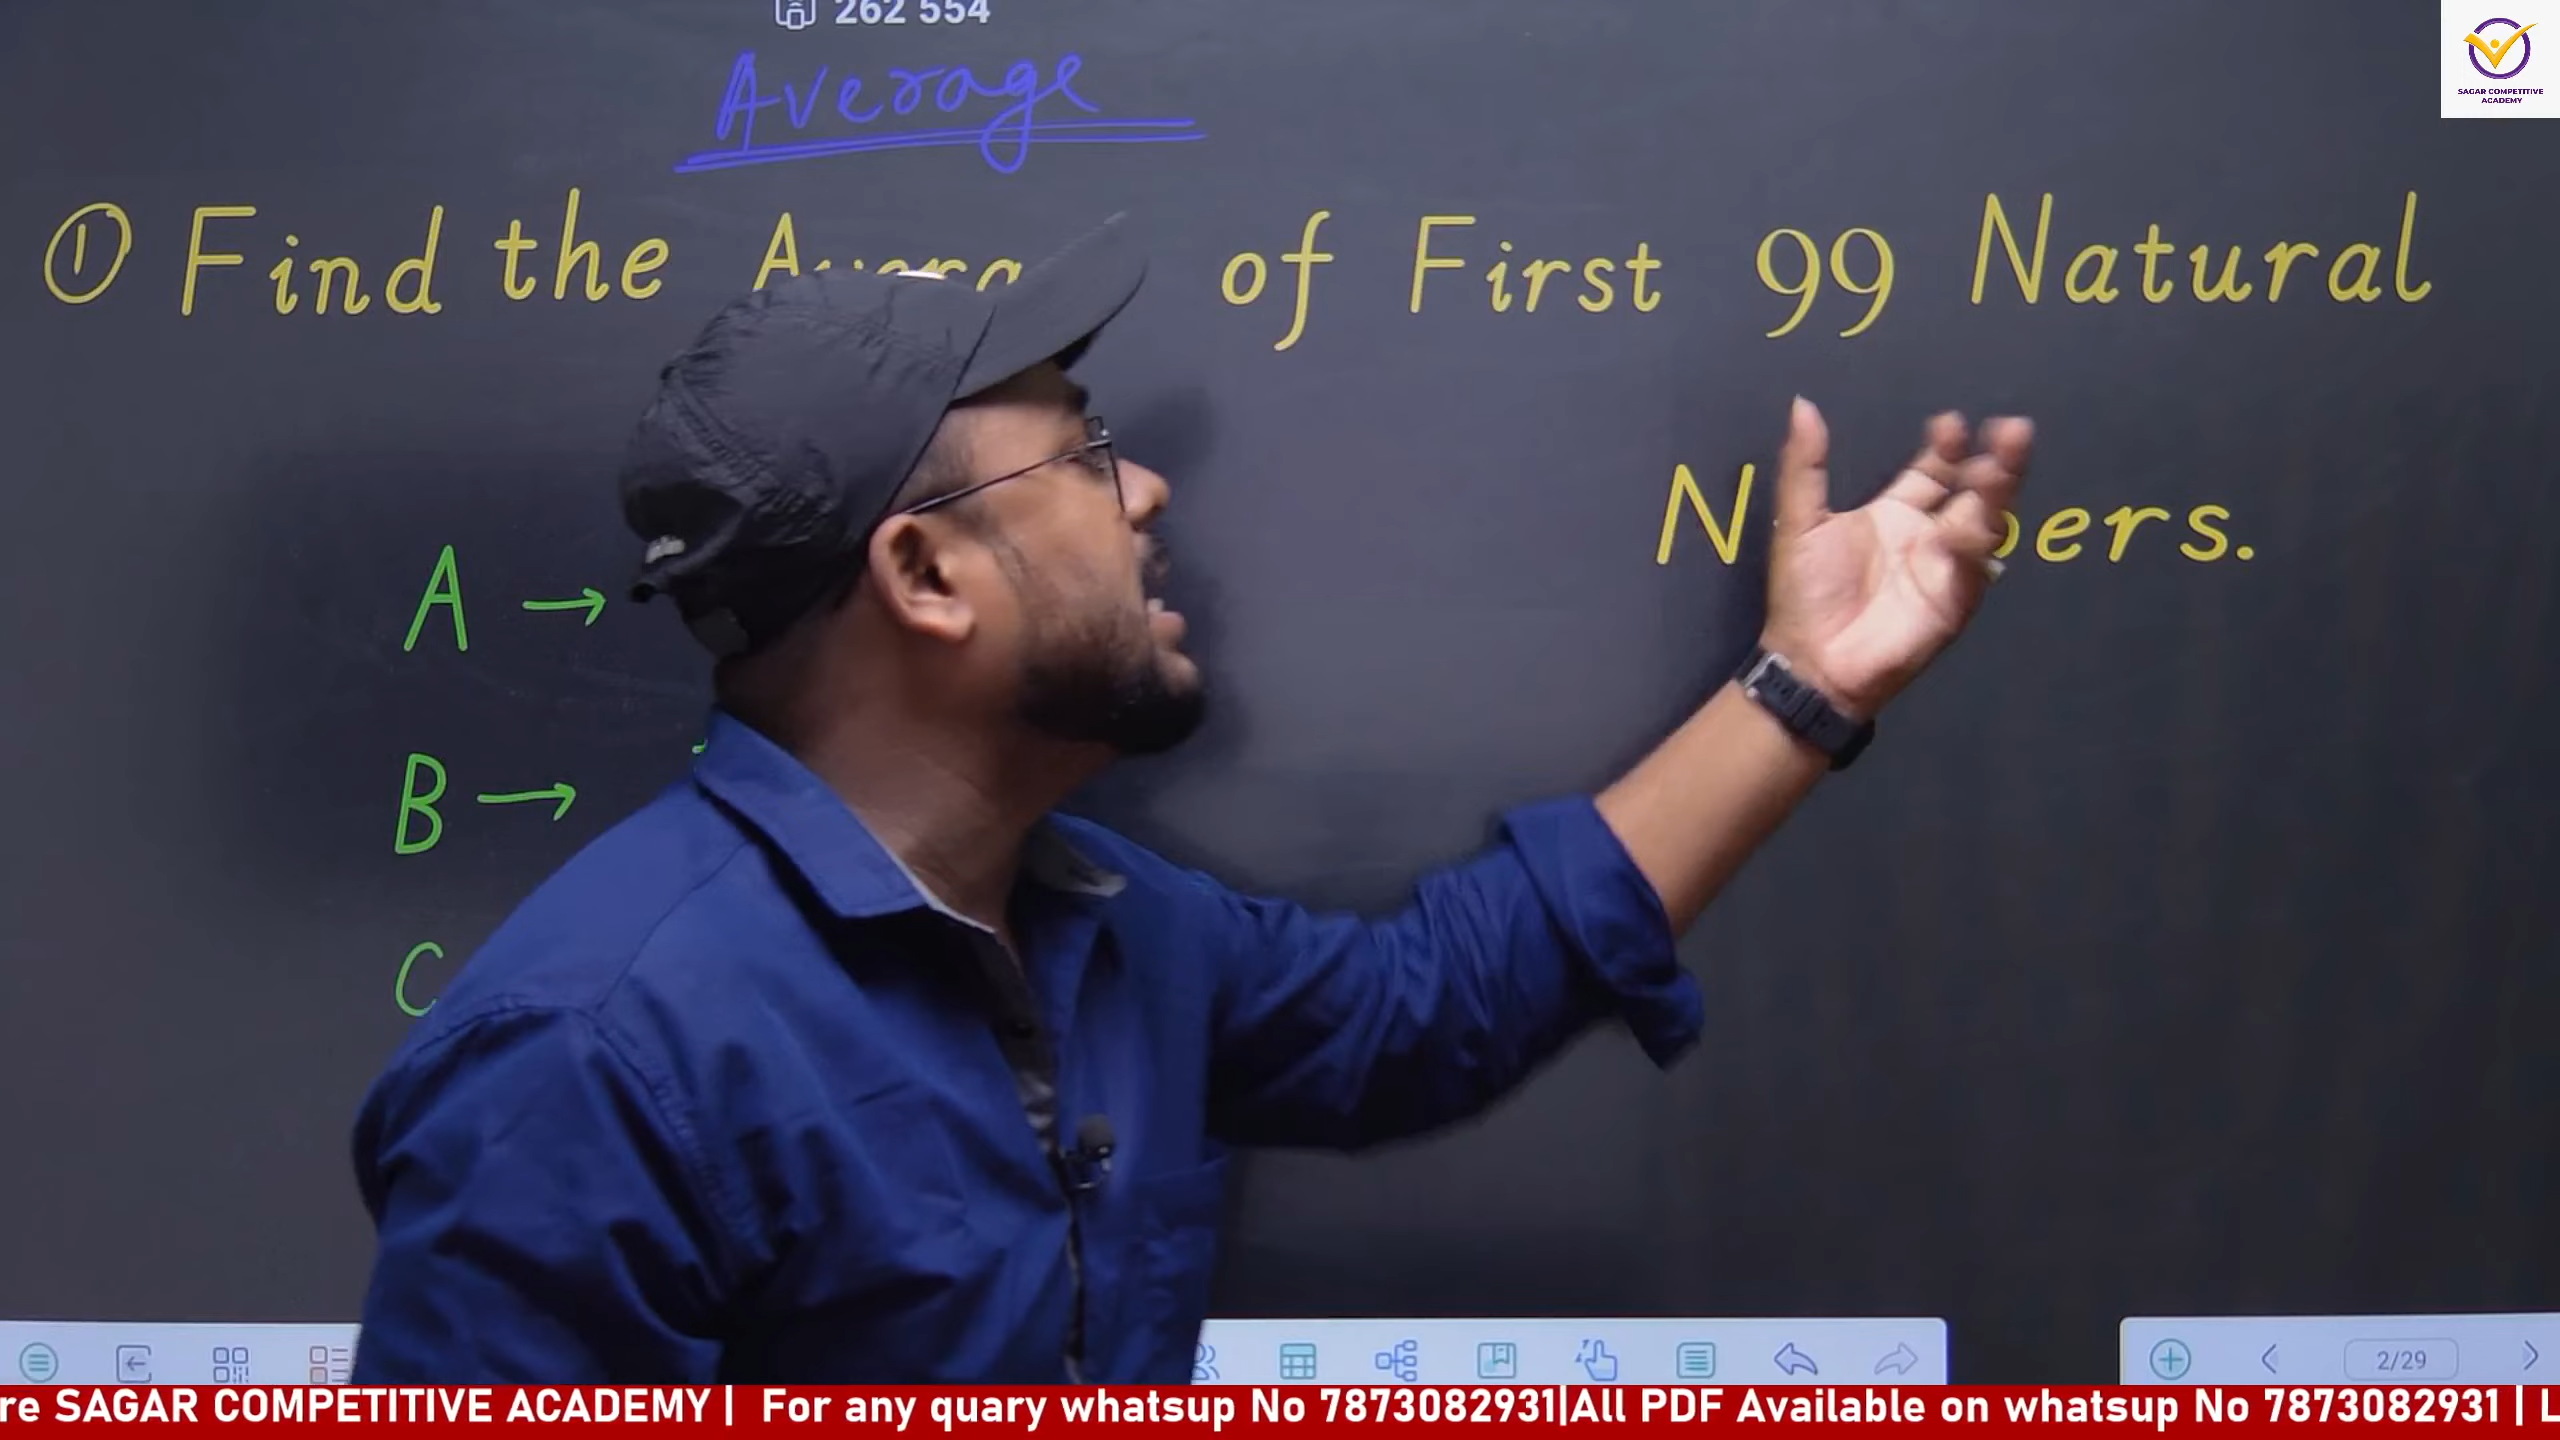 262 554
Average
SAGAR COMPETITIVE
ACADEMY
① Find the of First 99 Natural
A →
B →
C
2/29
re SAGAR COMPETITIVE ACADEMY | For any quary whatsup No 7873082931|All PDF Available on whatsup No 7873082931 | L